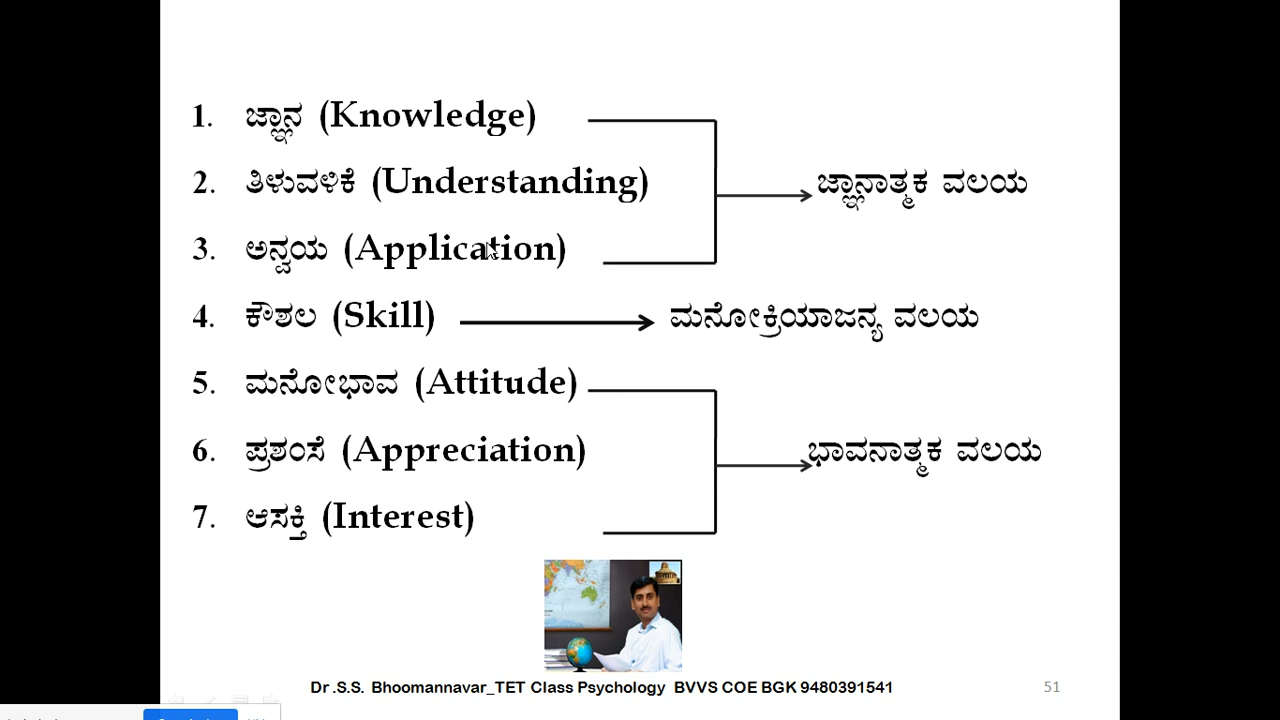 1. ಜ್ಞಾನ (Knowledge)
2. ತಿಳುವಳಿಕೆ (Understanding)
ಜ್ಞಾನಾತ್ಮಕ ವಲಯ
3. ಅನ್ವಯ (Application)
4. ಕೌಶಲ (Skill)
ಮನೋಕ್ರಿಯಾಜನ್ಯ ವಲಯ
5. ಮನೋಭಾವ (Attitude)
6. ಪ್ರಶಂಸೆ (Appreciation)
ಭಾವನಾತ್ಮಕ ವಲಯ
7. ಆಸಕ್ತಿ (Interest)
Dr .S.S. Bhoomannavar_TET Class Psychology BVVS COE BGK 9480391541
51